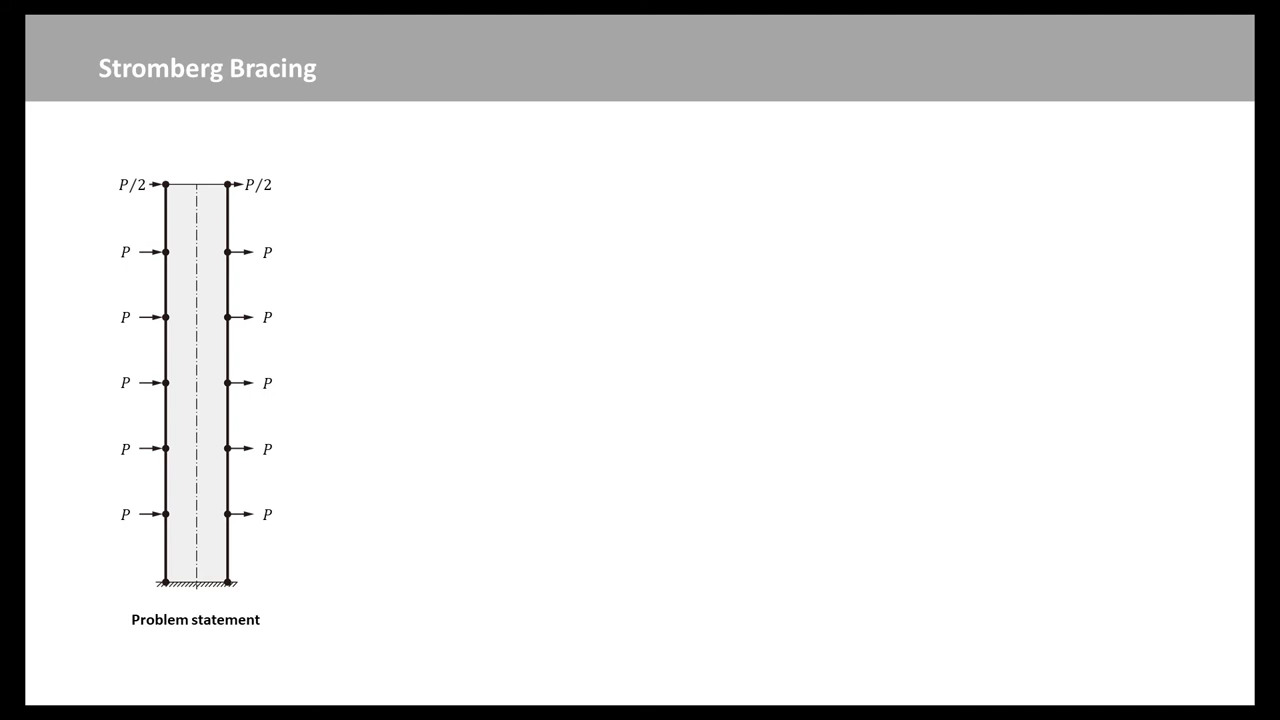 Stromberg Bracing
P/2 P/2
P P
P P
P P
P P
P P
Problem statement